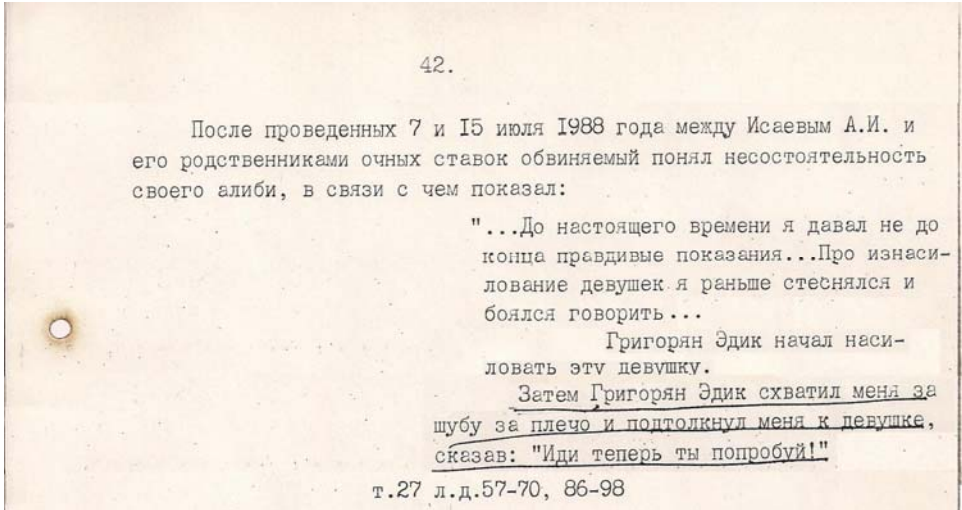 42.
После проведенных 7 и 15 июля 1988 года между Исаевым А.И. и
его родственниками очных ставок обвиняемый понял несостоятельность
своего алиби, в связи с чем показал:
"...До настоящего времени я давал не до
конца правдивые показания...Про изнаси-
лование девушек я раньше стеснялся и
боялся говорить...
Григорян Эдик начал наси-
ловать эту девушку.
Затем Григорян Эдик схватил меня за
шубу за плечо и подтолкнул меня к девушке,
сказав: "Иди теперь ты попробуй!"
т.27 л.д.57-70, 86-98